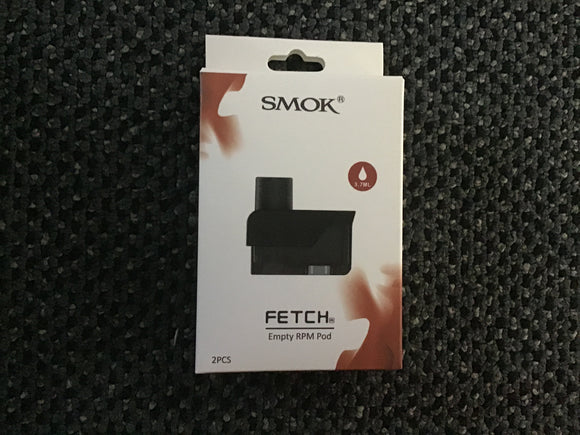 SMOK®
3.7ML
FETCH
Empty RPM Pod
2PCS